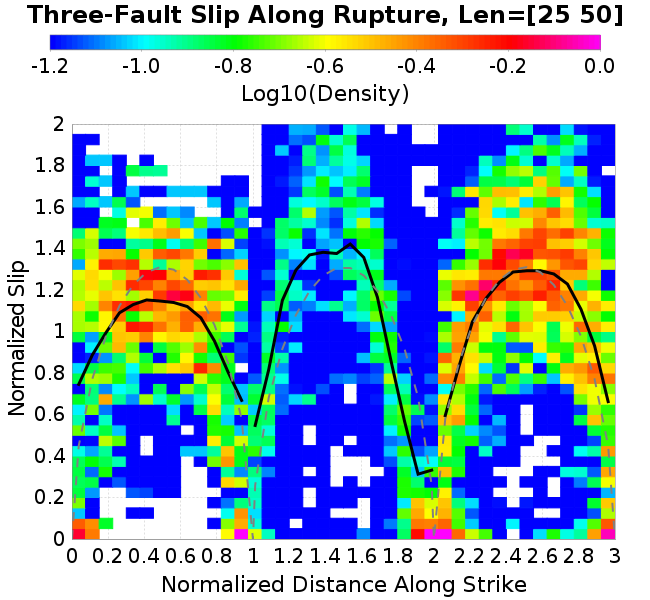 Three-Fault Slip Along Rupture, Len=[25 50]
-1.2 -1.0 -0.8 -0.6 -0.4 -0.2 0.0
Log10(Density)
2
1.8
1.6
1.4
1.2
1
0.8
0.6
0.4
0.2
0
Normalized Slip
0 0.2 0.4 0.6 0.8 1 1.2 1.4 1.6 1.8 2 2.2 2.4 2.6 2.8 3
Normalized Distance Along Strike